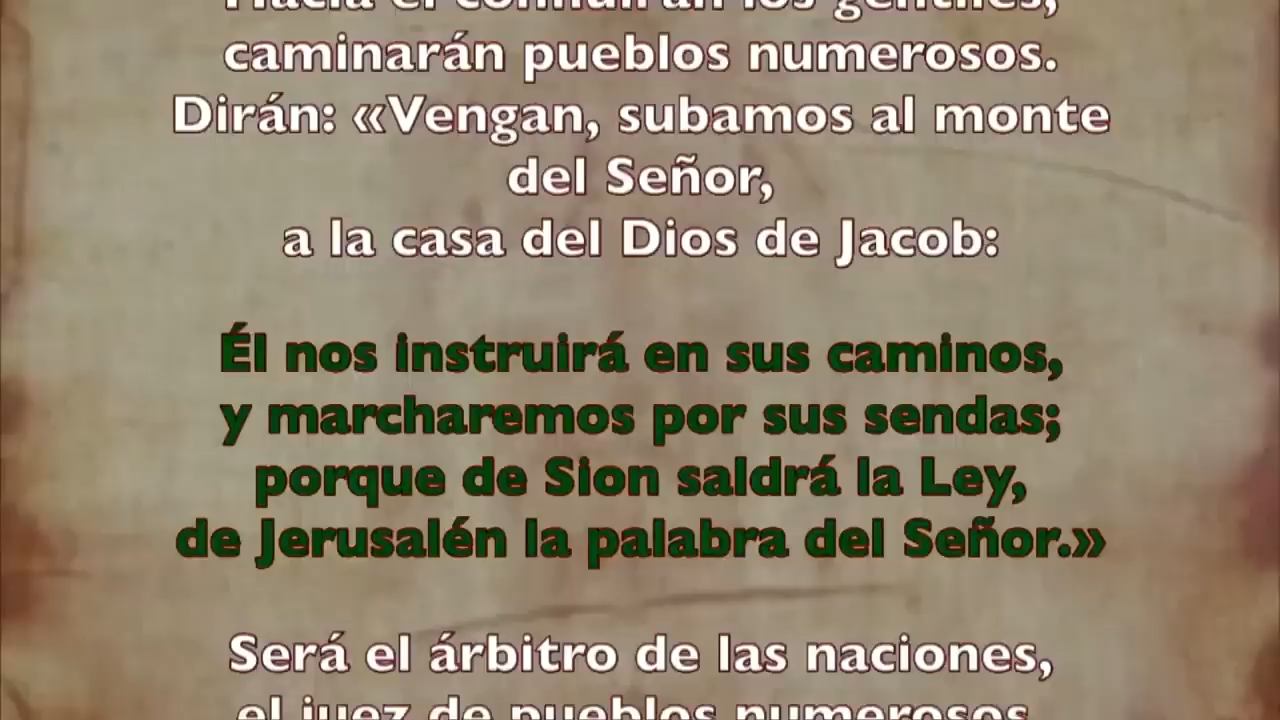 Hacia él confluirán los gentiles,
caminarán pueblos numerosos.
Dirán: «Vengan, subamos al monte
del Señor,
a la casa del Dios de Jacob:
Él nos instruirá en sus caminos,
y marcharemos por sus sendas;
porque de Sion saldrá la Ley,
de Jerusalén la palabra del Señor.»
Será el árbitro de las naciones,
el juez de pueblos numerosos.